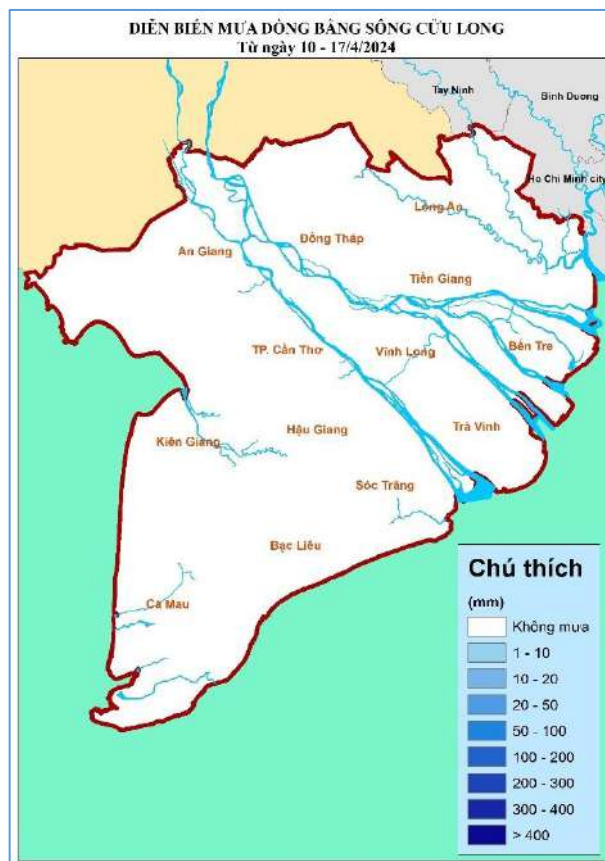 DIỄN BIẾN MƯA ĐỒNG BẰNG SÔNG CỬU LONG
Từ ngày 10 - 17/4/2024
Tay Ninh
Binh Duong
Ho Chi Minh city
Long An
An Giang
Đồng Tháp
Tiền Giang
TP. Cần Thơ
Vĩnh Long
Bến Tre
Kiên Giang
Hậu Giang
Trà Vinh
Sóc Trăng
Bạc Liêu
Cà Mau
Chú thích
(mm)
Không mưa
1 - 10
10 - 20
20 - 50
50 - 100
100 - 200
200 - 300
300 - 400
> 400